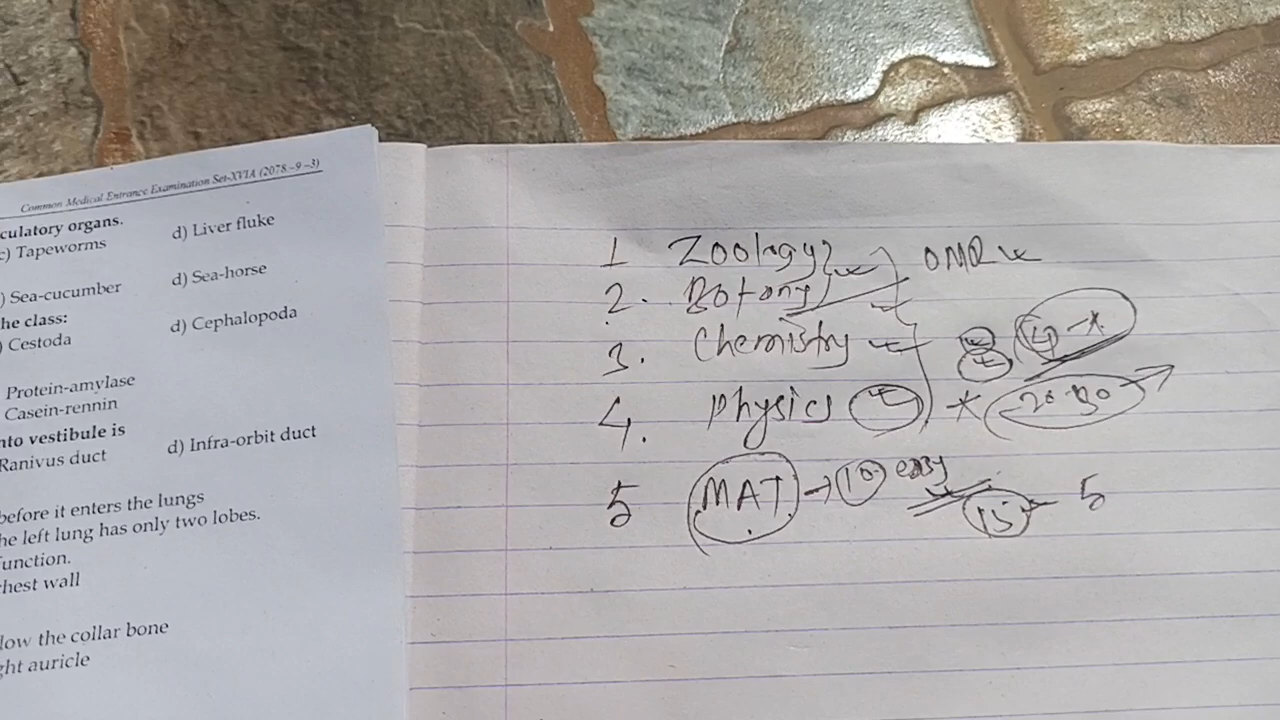 Common Medical Entrance Examination Set-XVIA (2078-9-3)
culatory organs.
c) Tapeworms d) Liver fluke
) Sea-cucumber d) Sea-horse
he class:
) Cestoda d) Cephalopoda
Protein-amylase
Casein-rennin
nto vestibule is
Ranivus duct d) Infra-orbit duct
before it enters the lungs
he left lung has only two lobes.
function.
hest wall
low the collar bone
ght auricle
1 Zoology OMR
2. Botany
3. Chemistry
4. Physics
5 MAT → 10 easy 15 5